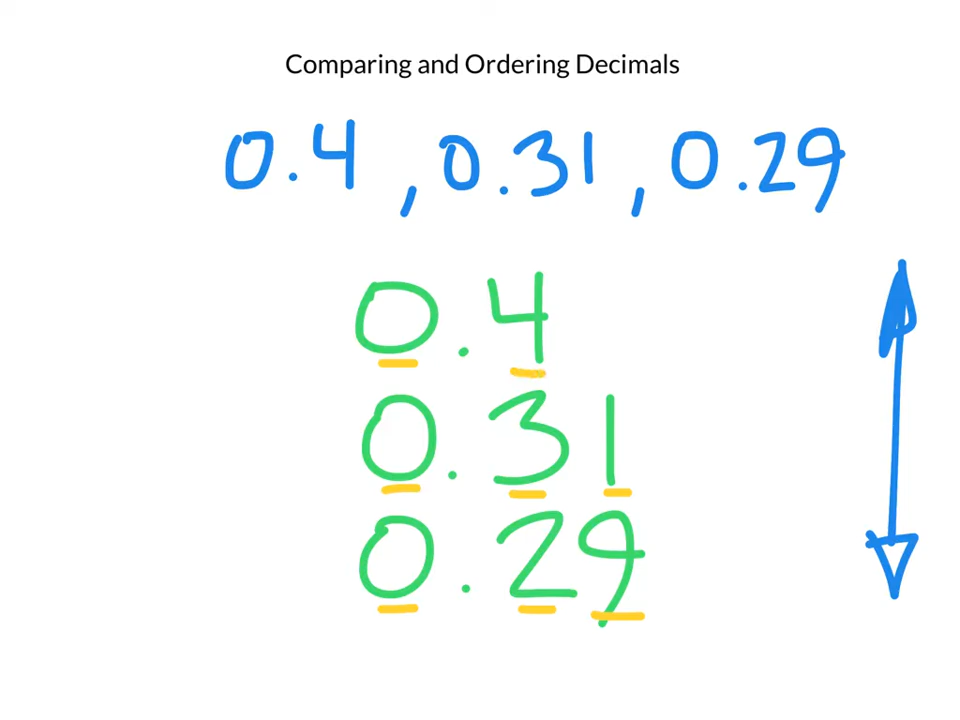 Comparing and Ordering Decimals
0.4, 0.31, 0.29
0.4
0.31
0.29